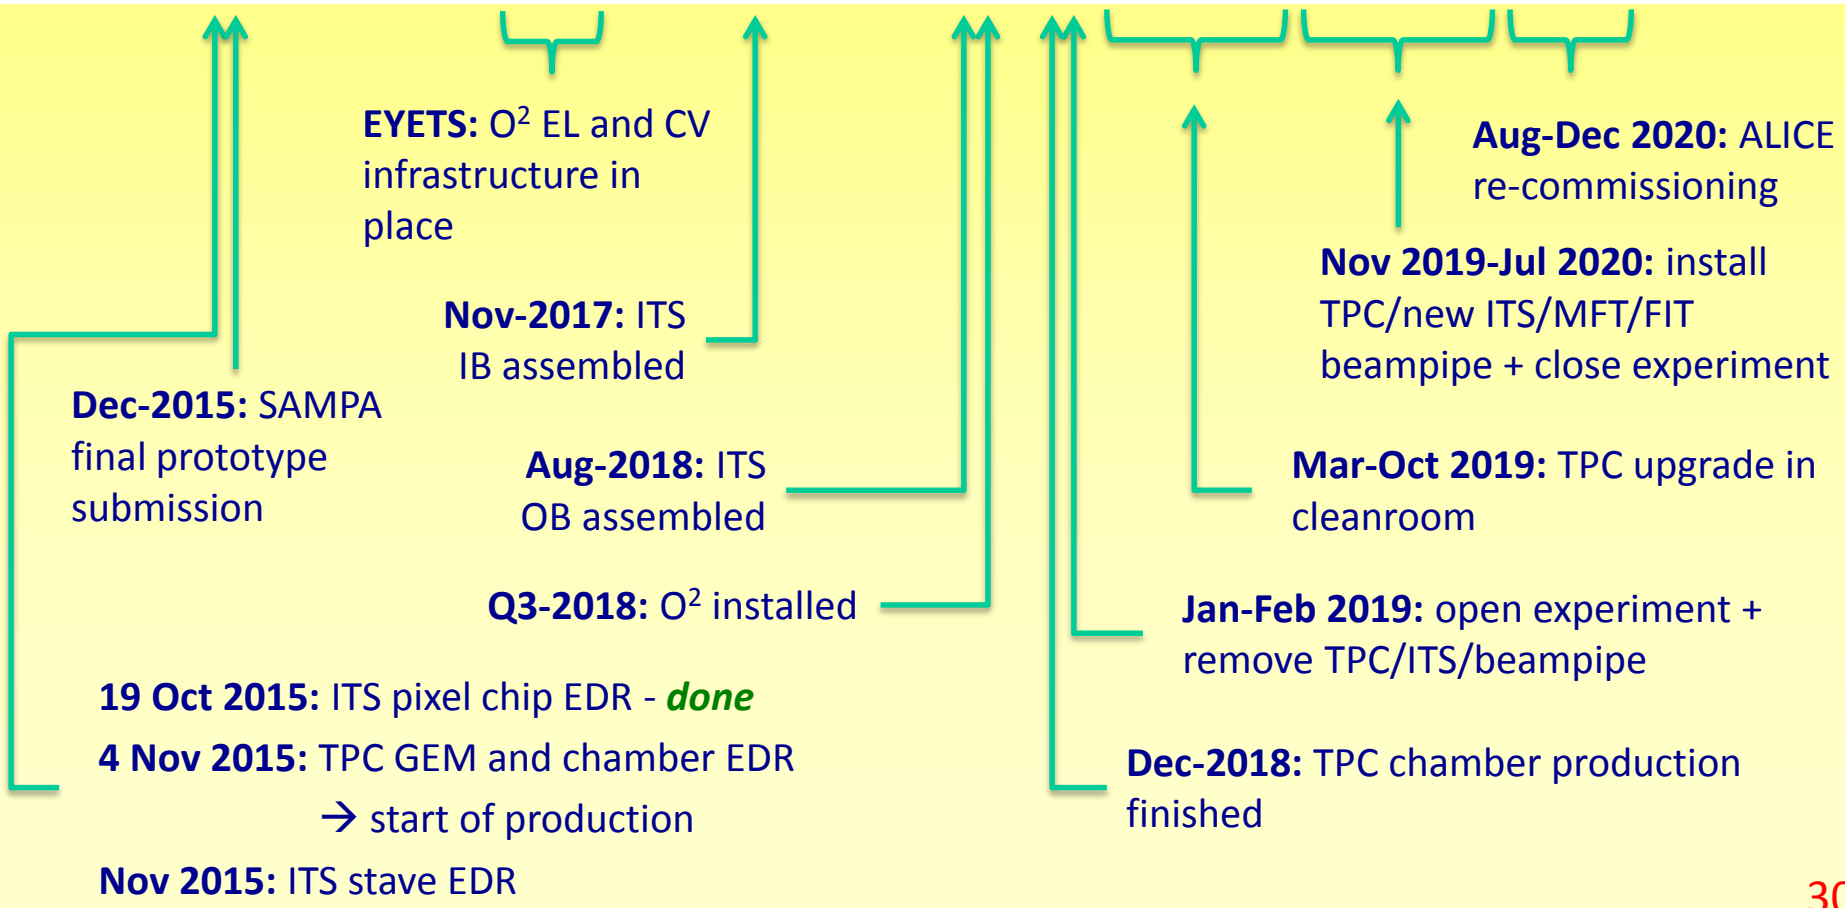 EYETS: O² EL and CV
infrastructure in
place
Nov-2017: ITS
IB assembled
Dec-2015: SAMPA
final prototype
submission
Aug-2018: ITS
OB assembled
Q3-2018: O² installed
19 Oct 2015: ITS pixel chip EDR - done
4 Nov 2015: TPC GEM and chamber EDR
→ start of production
Nov 2015: ITS stave EDR
Aug-Dec 2020: ALICE
re-commissioning
Nov 2019-Jul 2020: install
TPC/new ITS/MFT/FIT
beampipe + close experiment
Mar-Oct 2019: TPC upgrade in
cleanroom
Jan-Feb 2019: open experiment +
remove TPC/ITS/beampipe
Dec-2018: TPC chamber production
finished
30